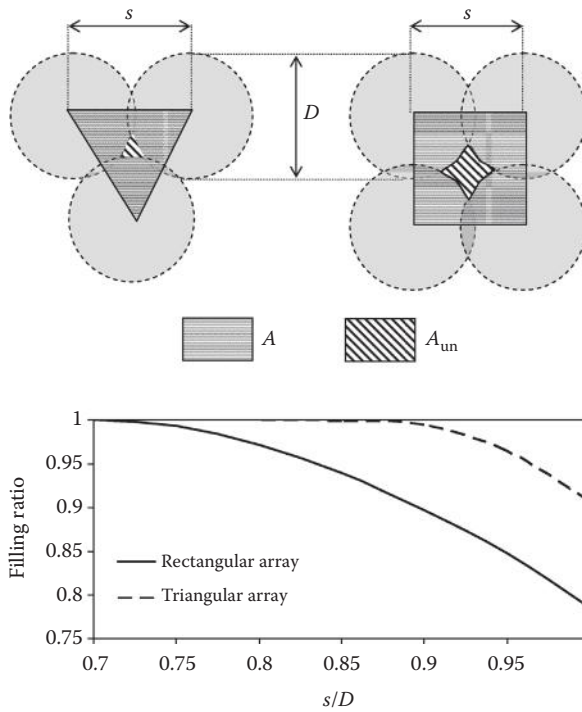 s
s
D
A
A_un
1
0.95
0.9
0.85
0.8
0.75
Filling ratio
Rectangular array
Triangular array
0.7 0.75 0.8 0.85 0.9 0.95
s/D